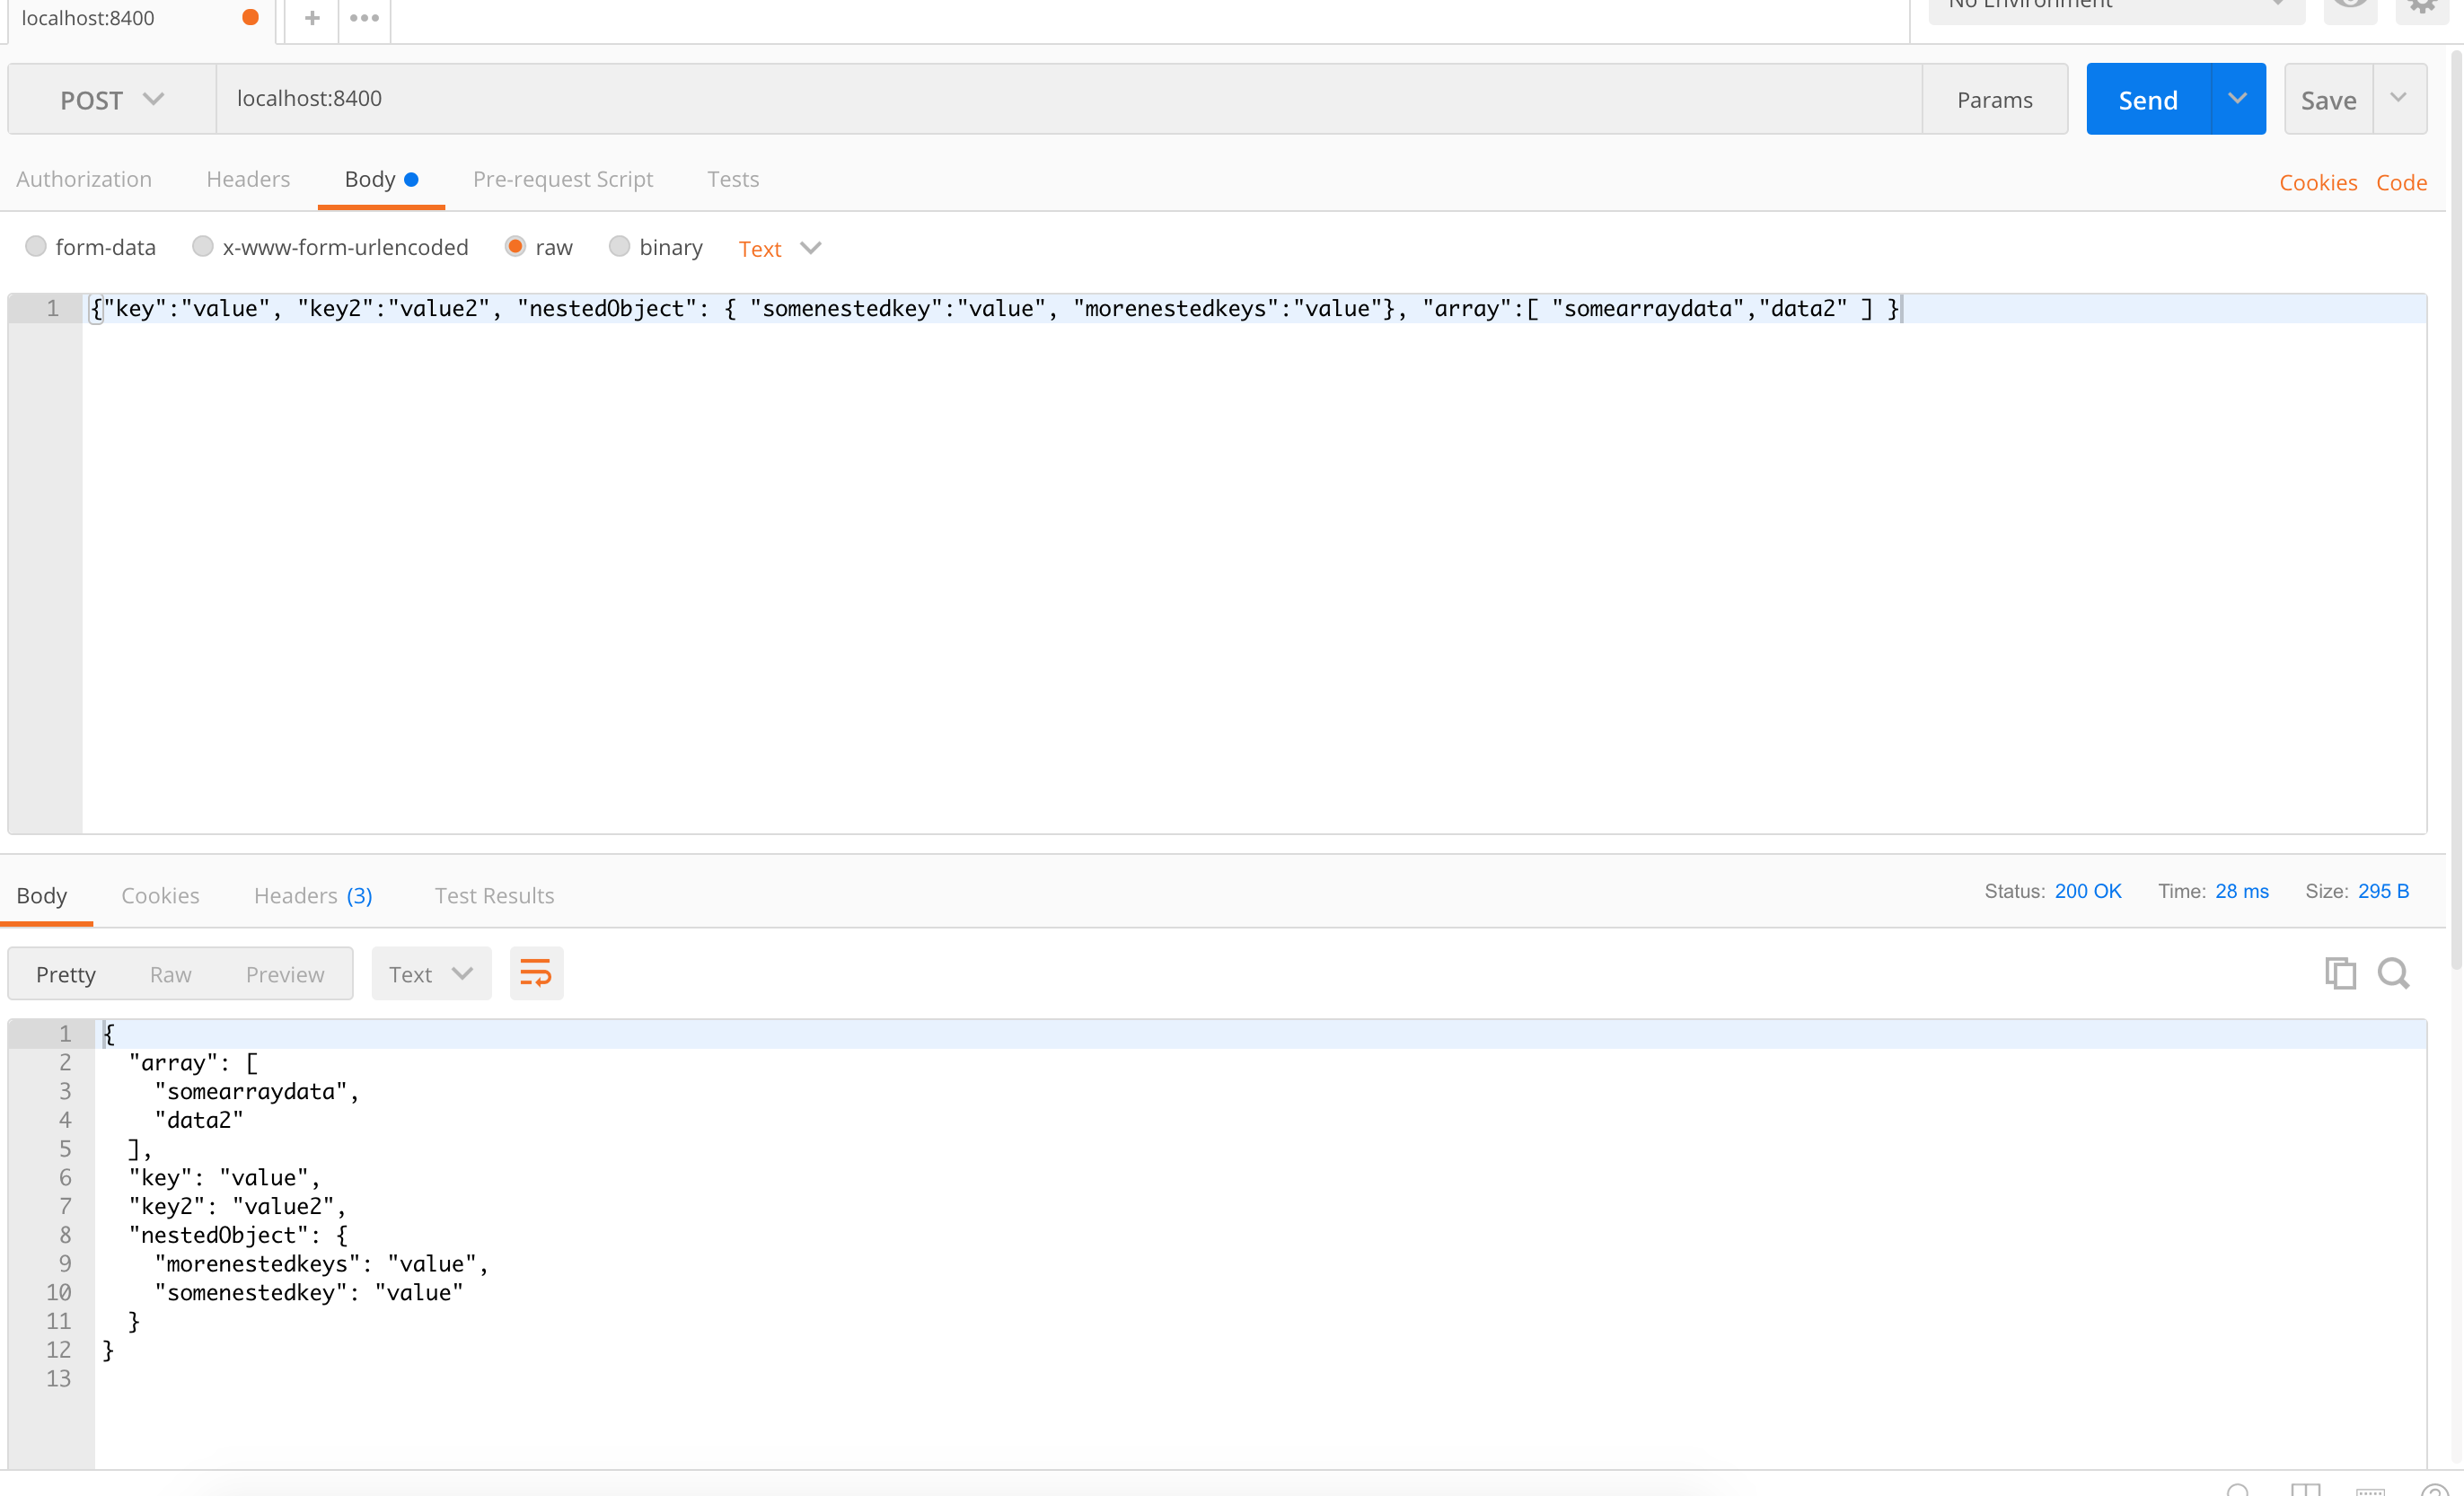 localhost:8400
No Environment
POST localhost:8400 Params Send Save
Authorization Headers Body Pre-request Script Tests Cookies Code
form-data x-www-form-urlencoded raw binary Text
1 {"key":"value", "key2":"value2", "nestedObject": { "somenestedkey":"value", "morenestedkeys":"value"}, "array":[ "somearraydata","data2" ] }
Body Cookies Headers (3) Test Results Status: 200 OK Time: 28 ms Size: 295 B
Pretty Raw Preview Text
1 {
2 "array": [
3 "somearraydata",
4 "data2"
5 ],
6 "key": "value",
7 "key2": "value2",
8 "nestedObject": {
9 "morenestedkeys": "value",
10 "somenestedkey": "value"
11 }
12 }
13